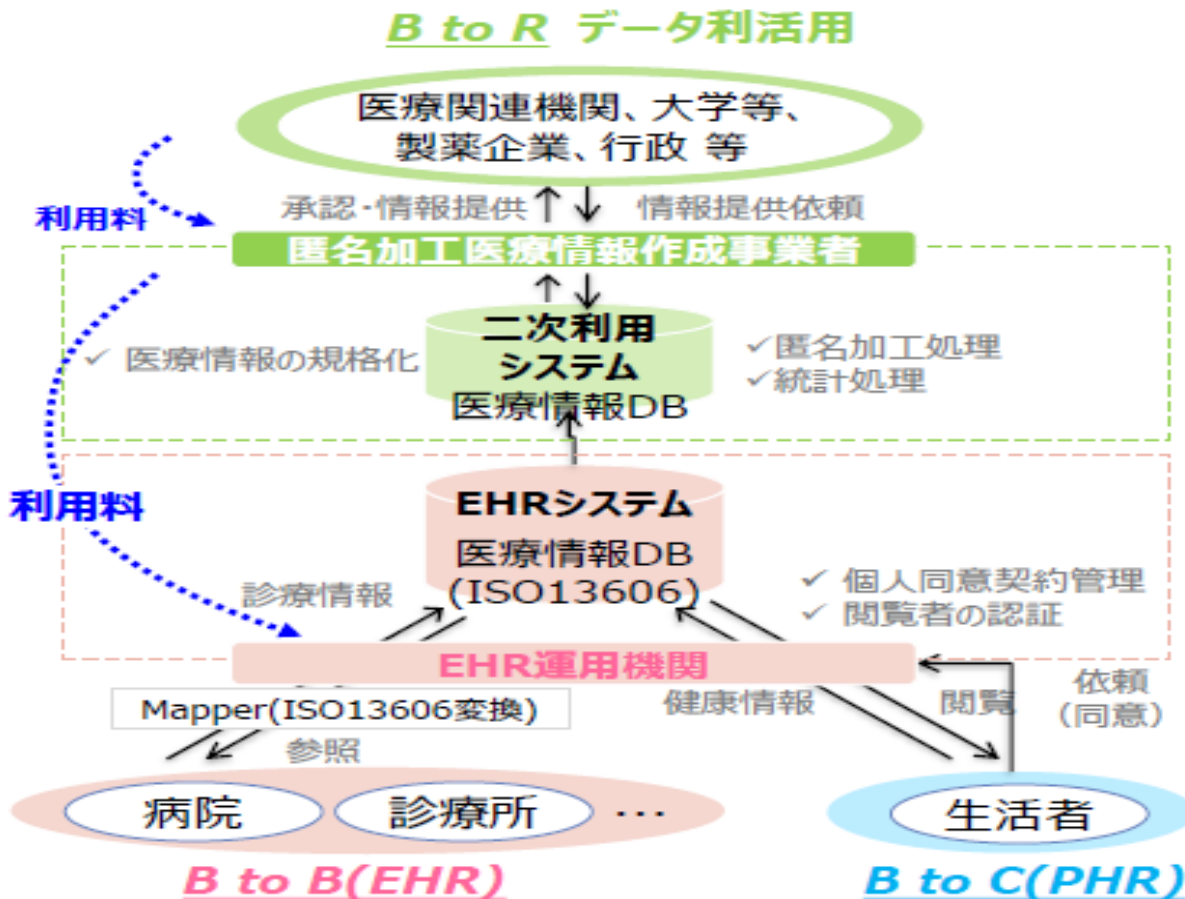 B to R データ利活用
医療関連機関、大学等、
製薬企業、行政 等
承認・情報提供
情報提供依頼
利用料
匿名加工医療情報作成事業者
二次利用
システム
医療情報DB
✓ 医療情報の規格化
✓匿名加工処理
✓統計処理
利用料
EHRシステム
医療情報DB
(ISO13606)
診療情報
✓ 個人同意契約管理
✓ 閲覧者の認証
EHR運用機関
Mapper(ISO13606変換)
参照
健康情報
閲覧
依頼
(同意)
病院
診療所
…
生活者
B to B(EHR)
B to C(PHR)